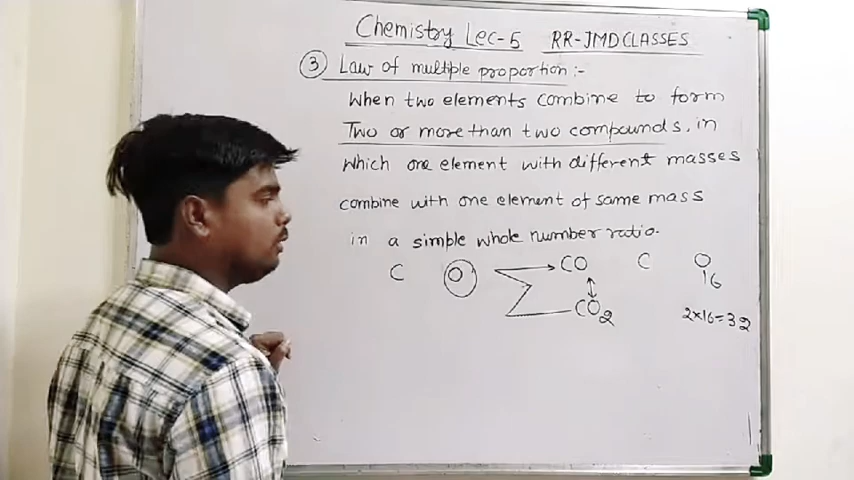 Chemistry Lec-5 RR-JMDCLASSES
3 Law of multiple proportion :-
When two elements combine to form
Two or more than two compounds, in
which one element with different masses
combine with one element of same mass
in a simple whole number ratio.
C O CO C O
16
CO2 2×16=32